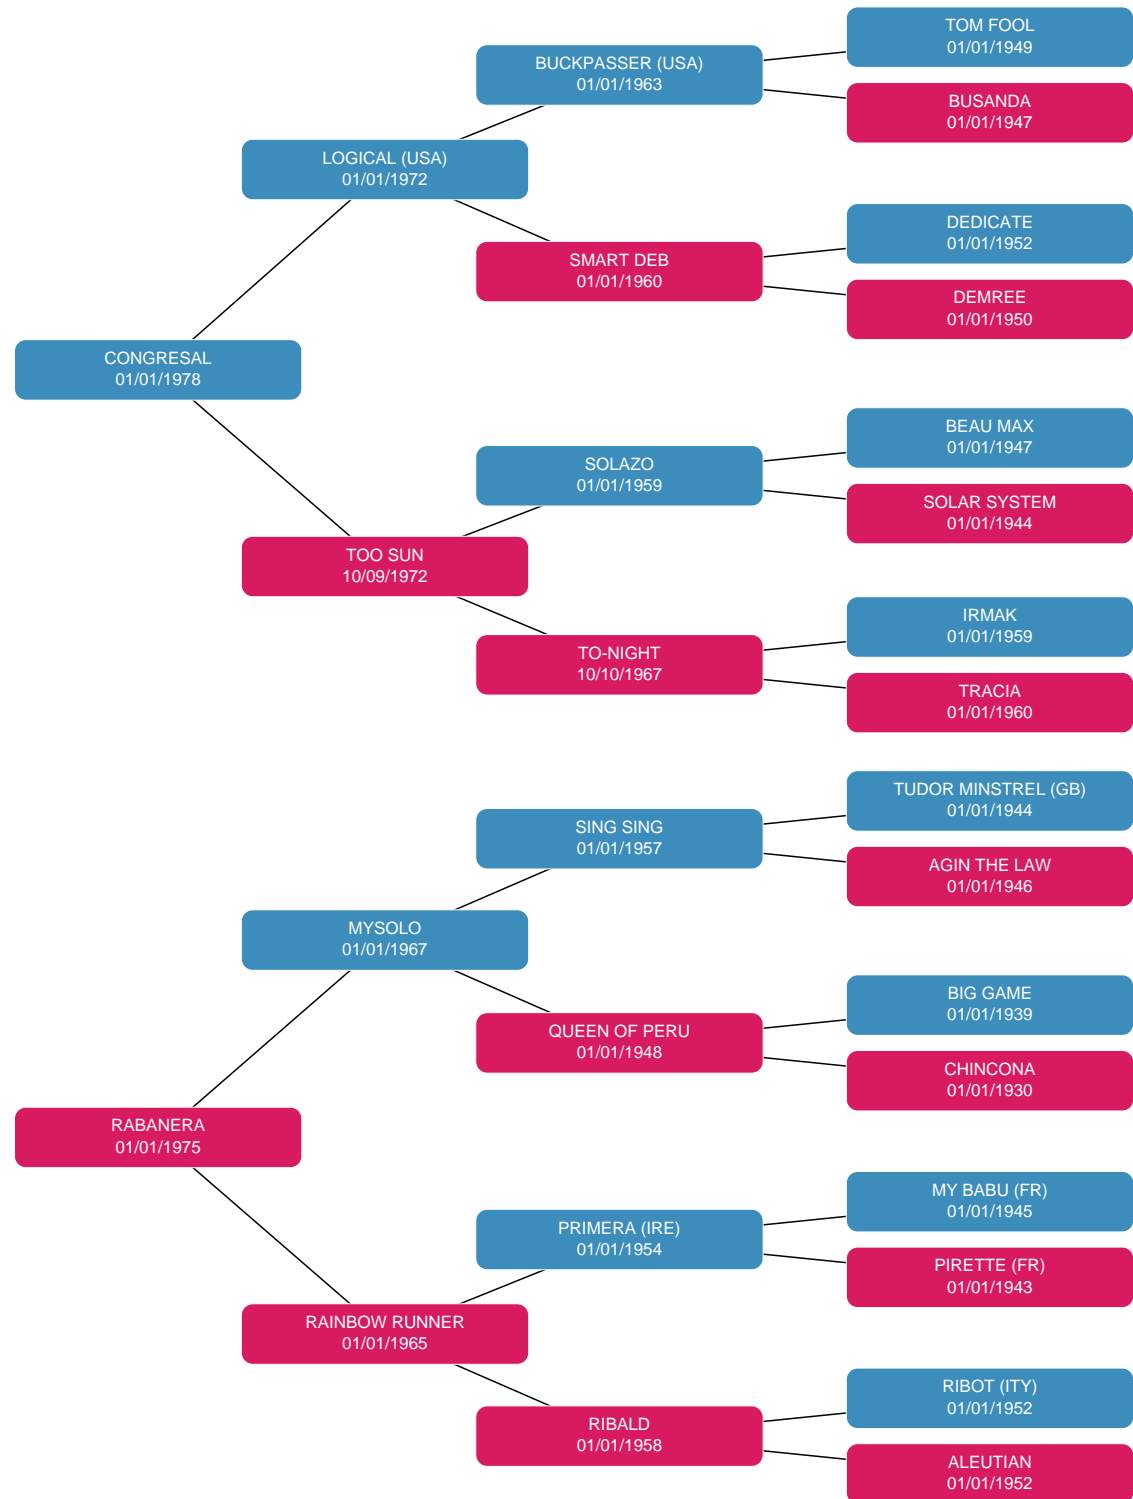 TOM FOOL
01/01/1949
BUCKPASSER (USA)
01/01/1963
BUSANDA
01/01/1947
LOGICAL (USA)
01/01/1972
DEDICATE
01/01/1952
SMART DEB
01/01/1960
DEMREE
01/01/1950
CONGRESAL
01/01/1978
BEAU MAX
01/01/1947
SOLAZO
01/01/1959
SOLAR SYSTEM
01/01/1944
TOO SUN
10/09/1972
IRMAK
01/01/1959
TO-NIGHT
10/10/1967
TRACIA
01/01/1960
TUDOR MINSTREL (GB)
01/01/1944
SING SING
01/01/1957
AGIN THE LAW
01/01/1946
MYSOLO
01/01/1967
BIG GAME
01/01/1939
QUEEN OF PERU
01/01/1948
CHINCONA
01/01/1930
RABANERA
01/01/1975
MY BABU (FR)
01/01/1945
PRIMERA (IRE)
01/01/1954
PIRETTE (FR)
01/01/1943
RAINBOW RUNNER
01/01/1965
RIBOT (ITY)
01/01/1952
RIBALD
01/01/1958
ALEUTIAN
01/01/1952